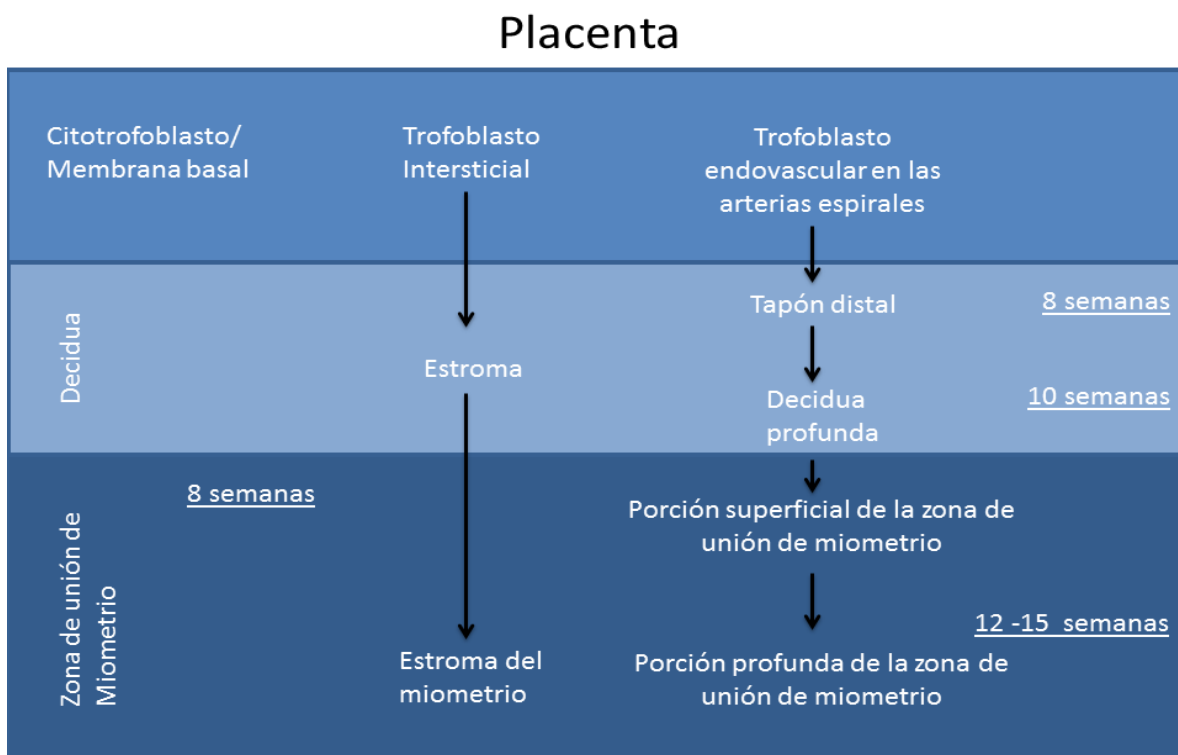 Placenta
Citotrofoblasto/
Membrana basal
Trofoblasto
Intersticial
Trofoblasto
endovascular en las
arterias espirales
Decidua
Tapón distal
8 semanas
Estroma
Decidua
profunda
10 semanas
Zona de unión de
Miometrio
8 semanas
Porción superficial de la zona de
unión de miometrio
12 -15 semanas
Estroma del
miometrio
Porción profunda de la zona de
unión de miometrio